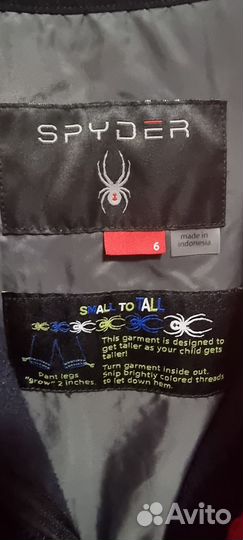 SPYDER
6
made in
indonesia
SMALL TO TALL
This garment is designed to
get taller as your child gets
taller!
Pant legs
"grow" 2 inches.
Turn garment inside out.
Snip brightly colored threads
to let down hem.
Avito